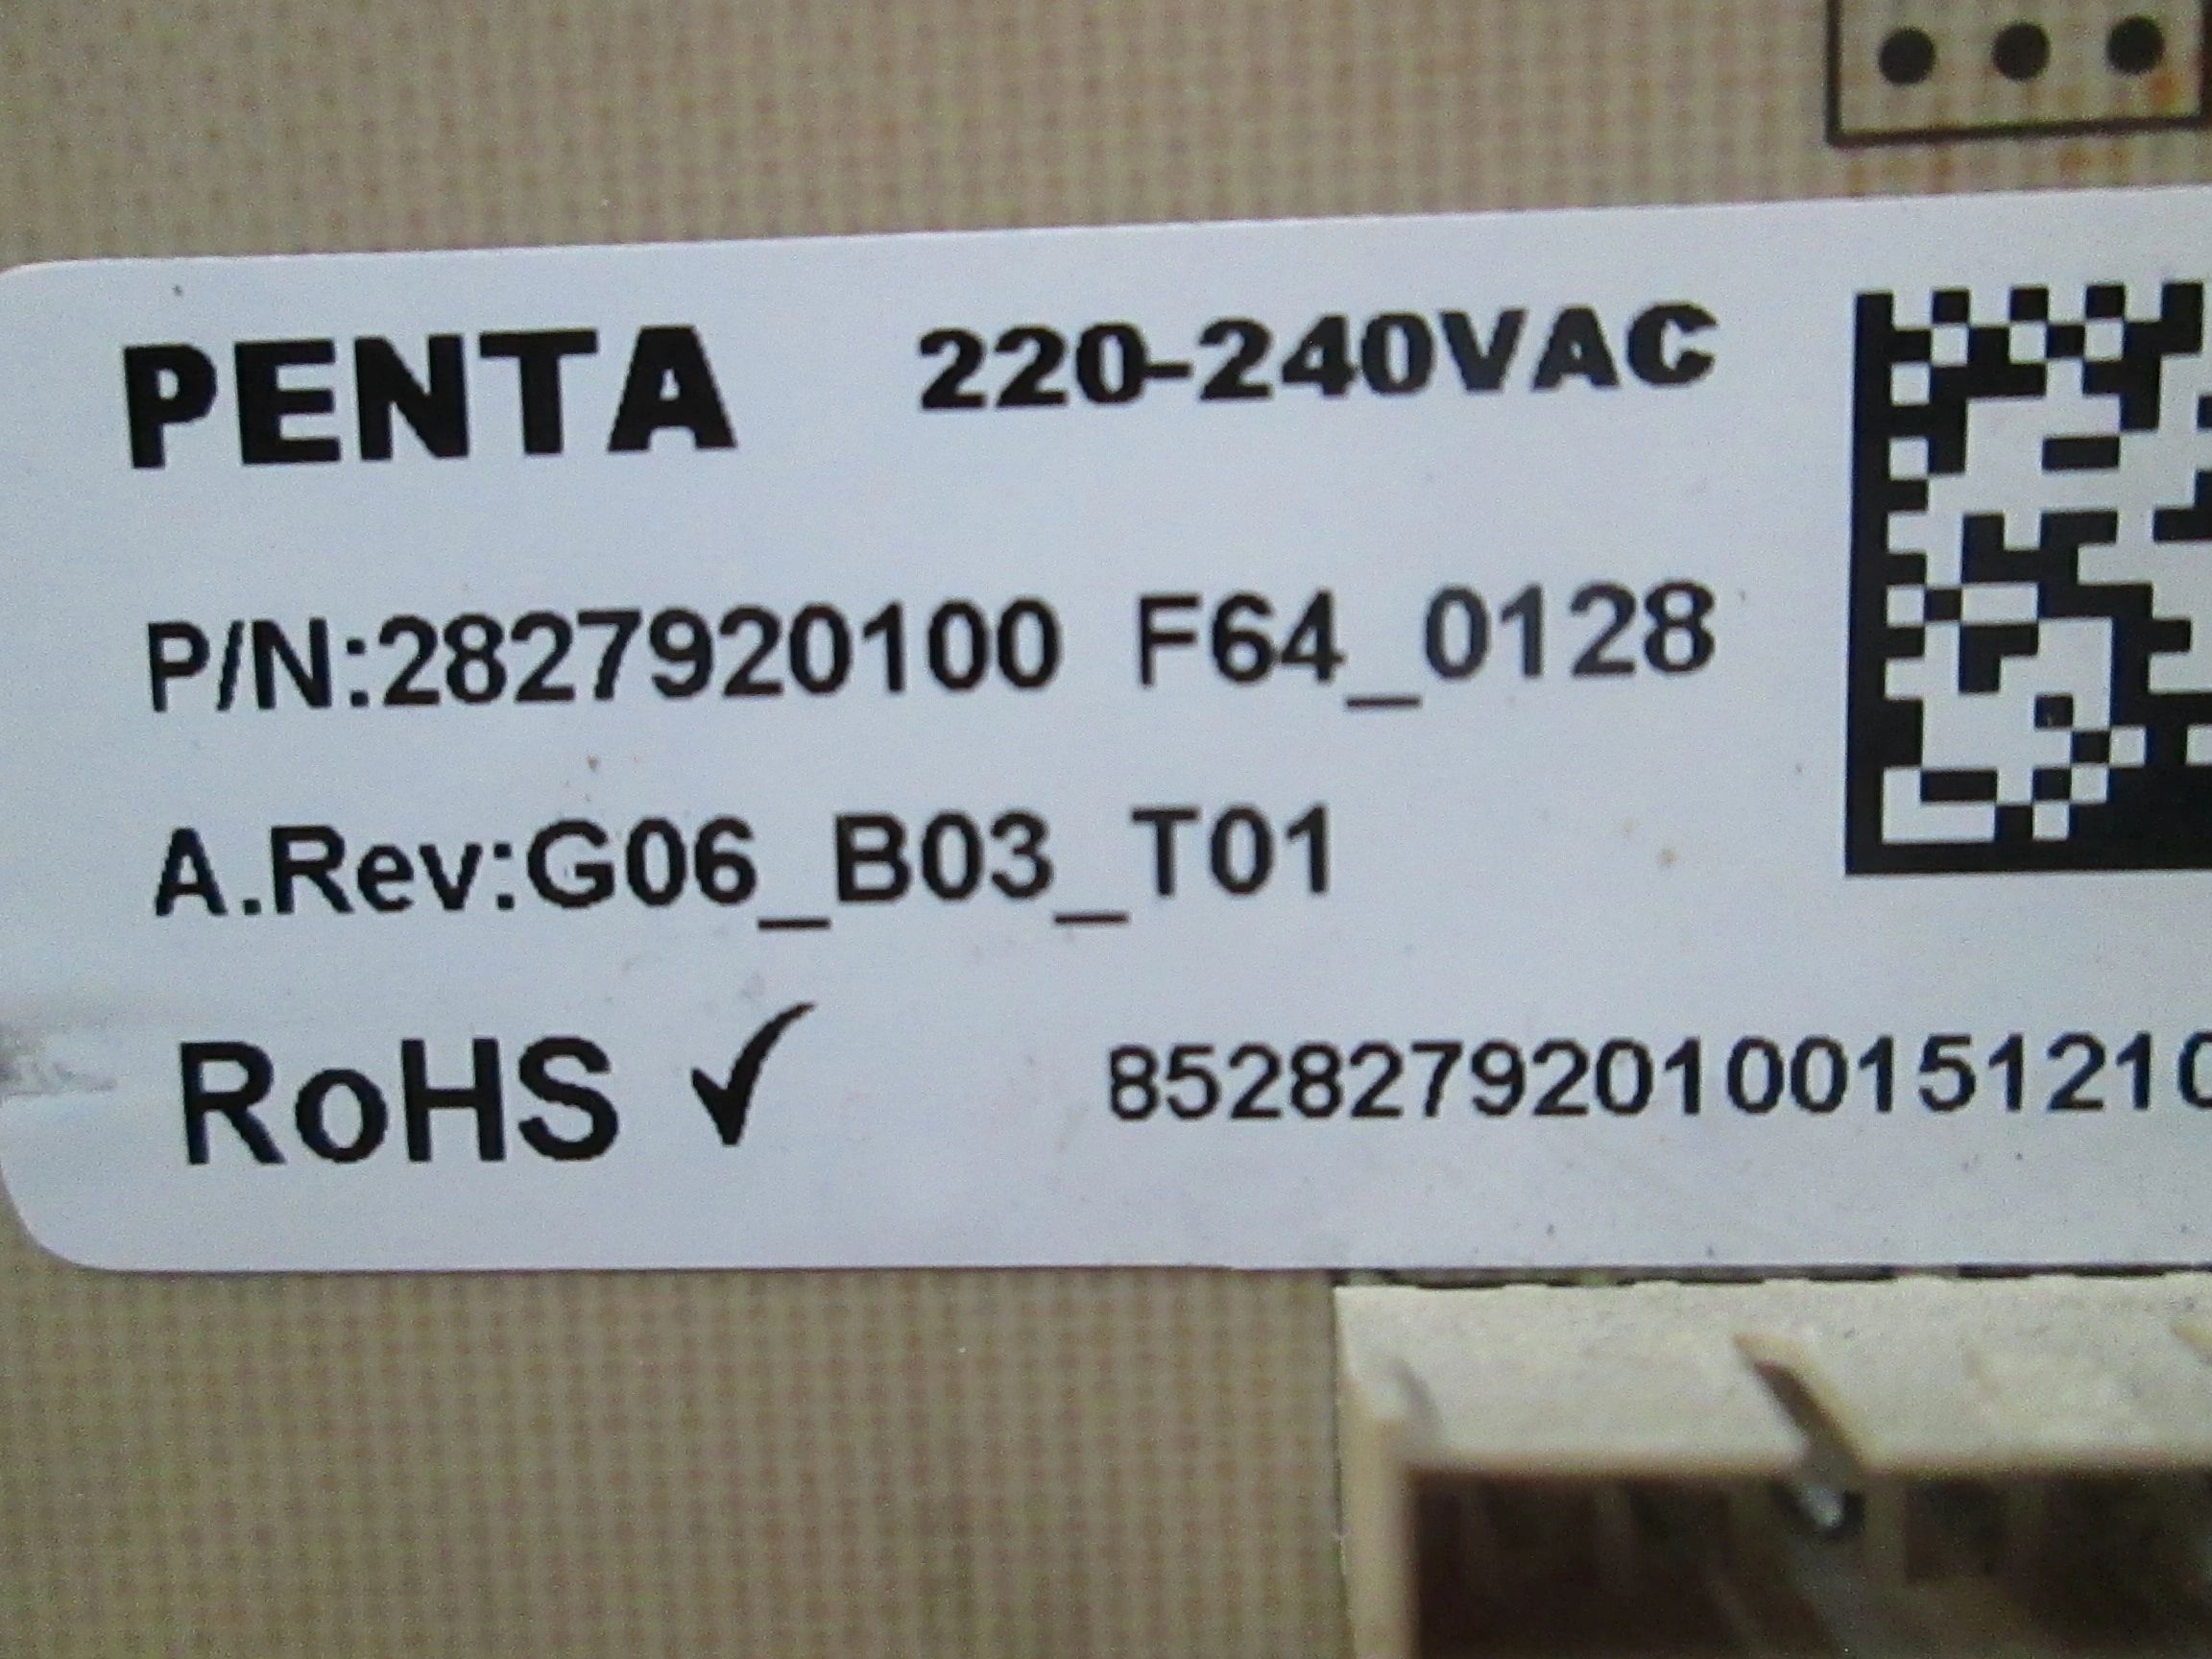 PENTA 220-240VAC
P/N:2827920100 F64_0128
A.Rev:G06_B03_T01
RoHS ✓ 852827920100151210